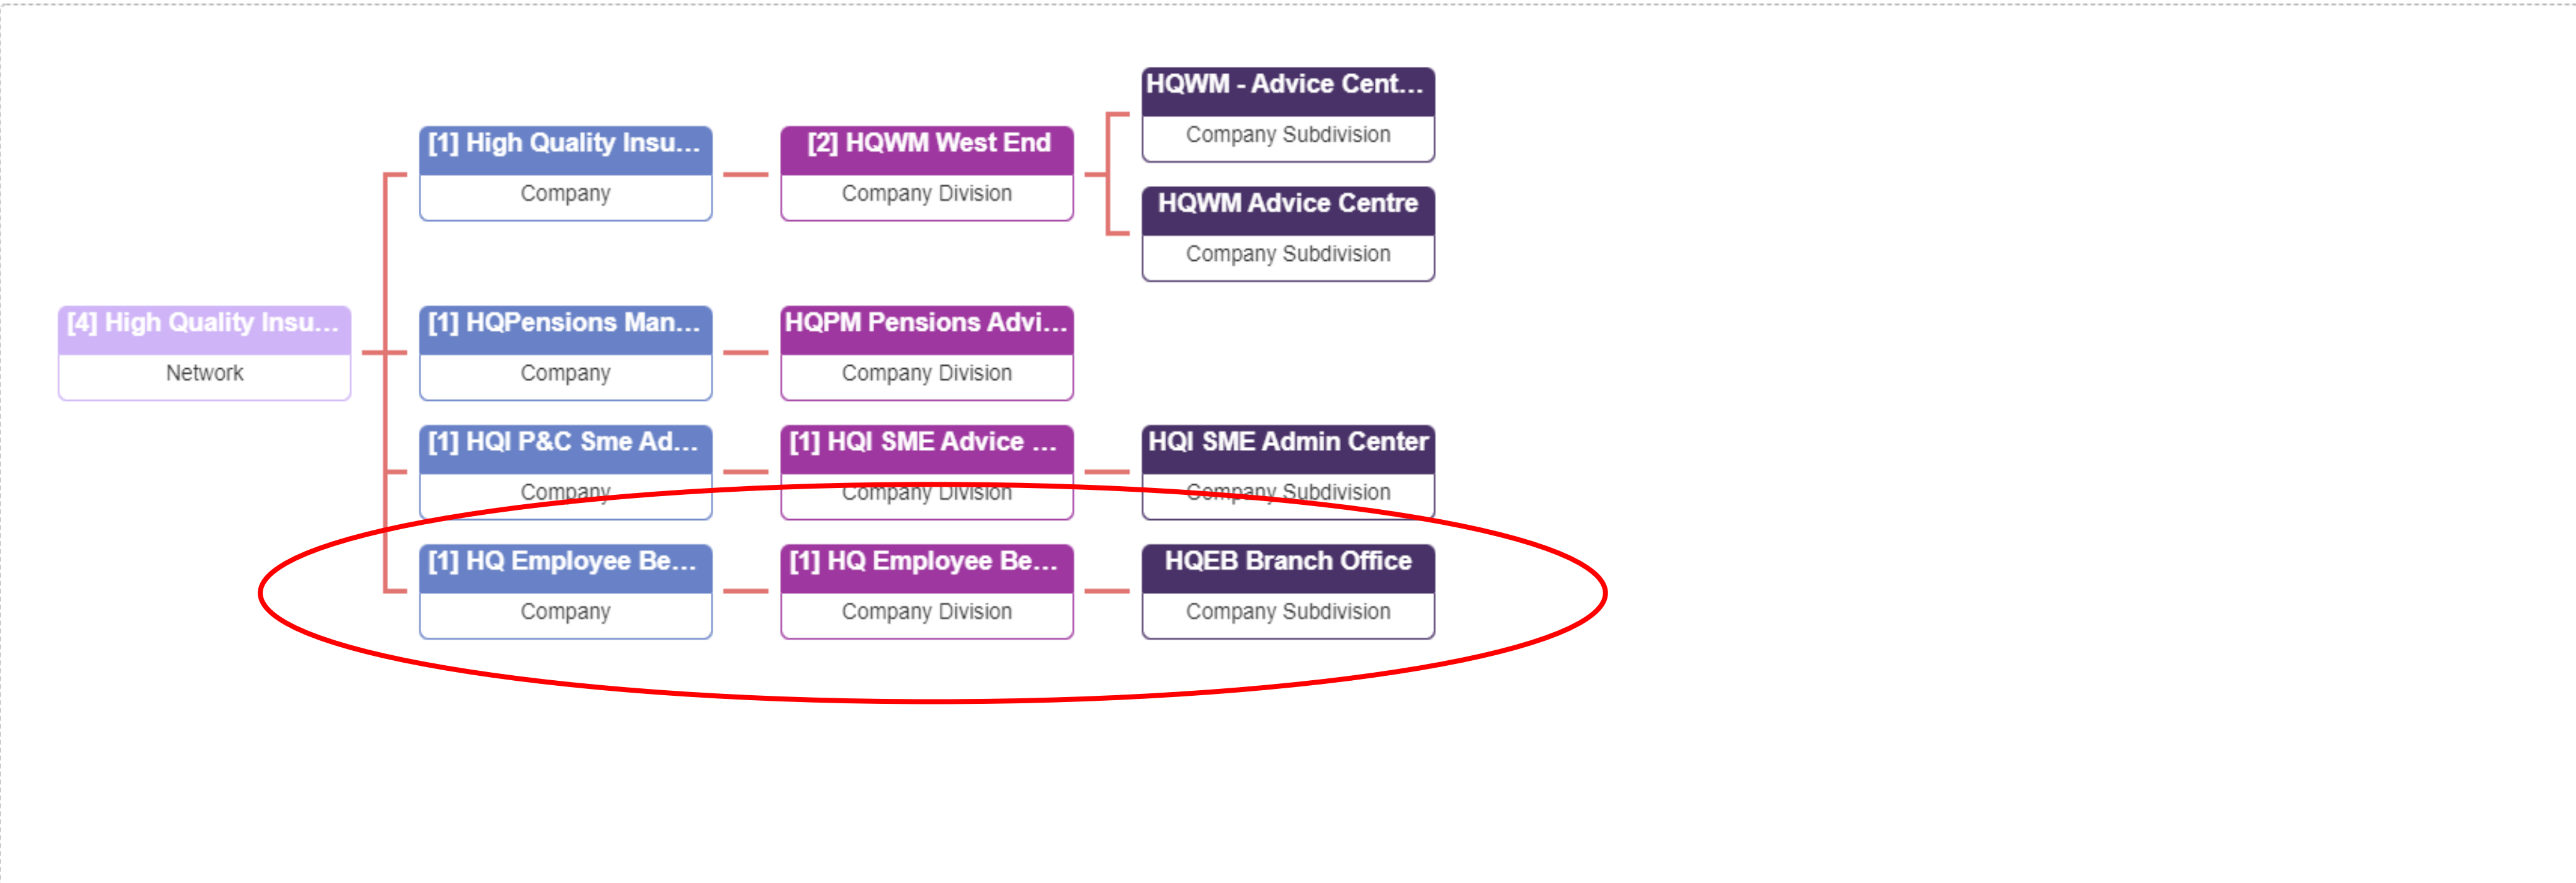 HQWM - Advice Cent...
Company Subdivision
[1] High Quality Insu...
Company
[2] HQWM West End
Company Division
HQWM Advice Centre
Company Subdivision
[4] High Quality Insu...
Network
[1] HQPensions Man...
Company
HQPM Pensions Advi...
Company Division
[1] HQI P&C Sme Ad...
Company
[1] HQI SME Advice ...
Company Division
HQI SME Admin Center
Company Subdivision
[1] HQ Employee Be...
Company
[1] HQ Employee Be...
Company Division
HQEB Branch Office
Company Subdivision